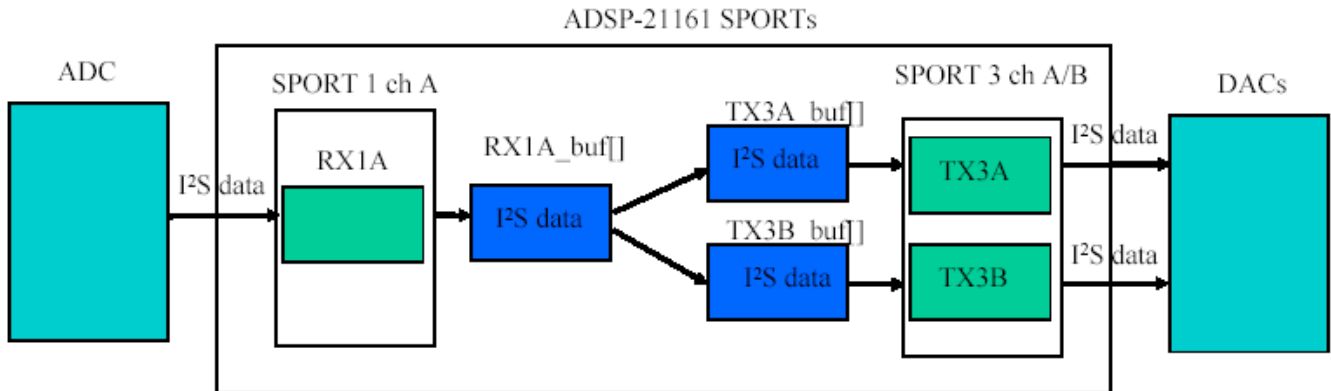 ADSP-21161 SPORTs
ADC
SPORT 1 ch A
SPORT 3 ch A/B
DACs
RX1A
RX1A_buf[]
TX3A_buf[]
TX3B_buf[]
I²S data
I²S data
I²S data
I²S data
TX3A
TX3B
I²S data
I²S data